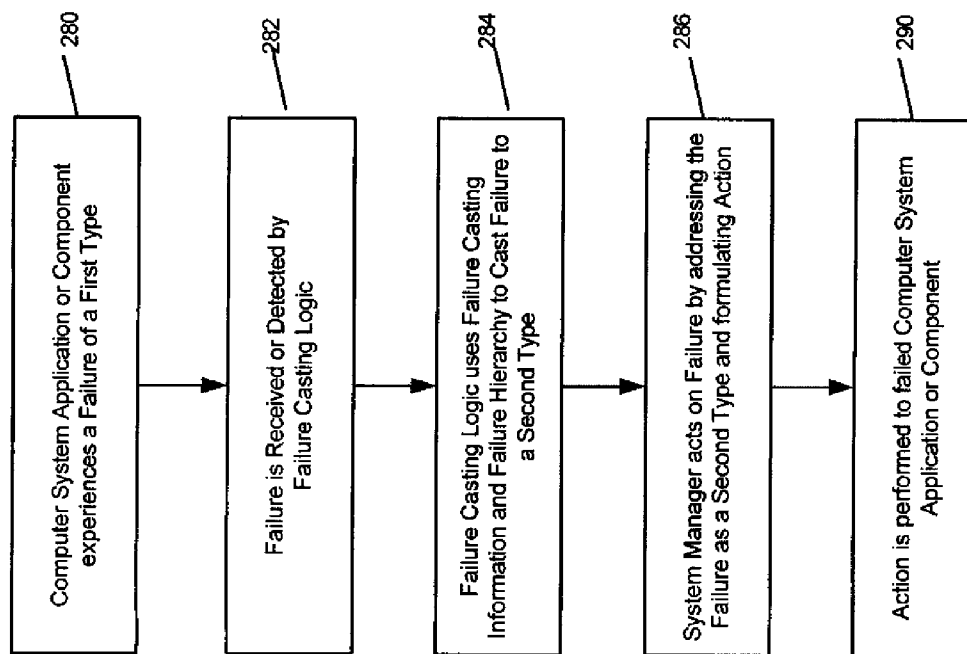 280
Computer System Application or Component
experiences a Failure of a First Type
282
Failure is Received or Detected by
Failure Casting Logic
284
Failure Casting Logic uses Failure Casting
Information and Failure Hierarchy to Cast Failure to
a Second Type
286
System Manager acts on Failure by addressing the
Failure as a Second Type and formulating Action
290
Action is performed to failed Computer System
Application or Component